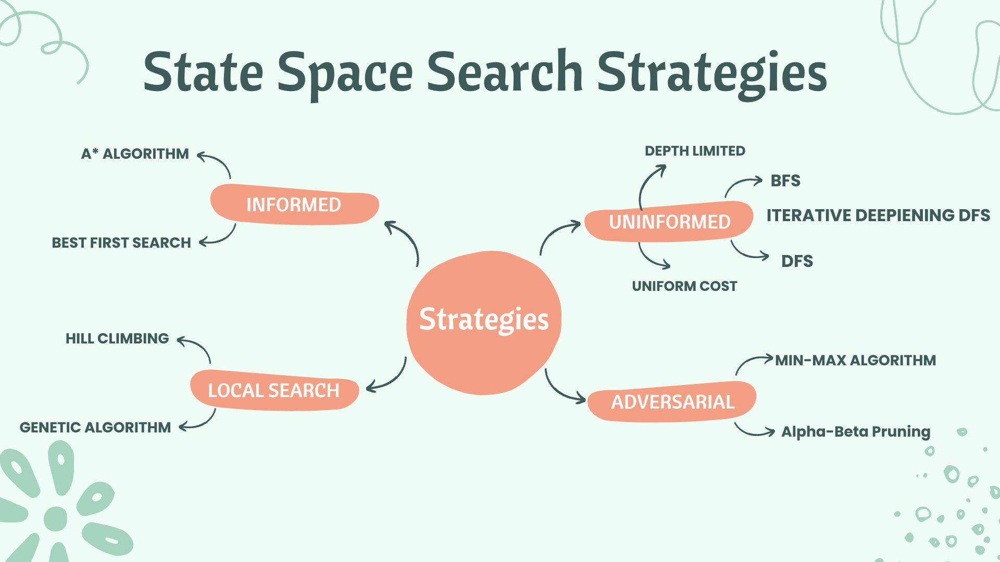 State Space Search Strategies
A* ALGORITHM
INFORMED
BEST FIRST SEARCH
DEPTH LIMITED
BFS
UNINFORMED
ITERATIVE DEEPIENING DFS
DFS
UNIFORM COST
Strategies
HILL CLIMBING
LOCAL SEARCH
GENETIC ALGORITHM
MIN-MAX ALGORITHM
ADVERSARIAL
Alpha-Beta Pruning